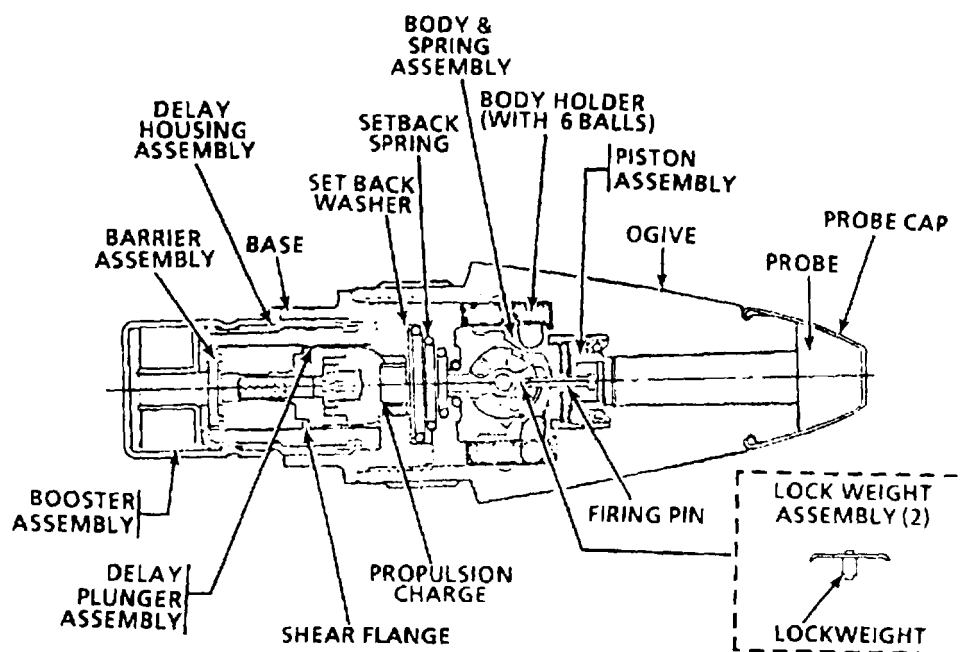 BODY &
SPRING
ASSEMBLY
BODY HOLDER
(WITH 6 BALLS)
DELAY
HOUSING
ASSEMBLY
SETBACK
SPRING
PISTON
ASSEMBLY
SET BACK
WASHER
PROBE CAP
BARRIER
ASSEMBLY
BASE
OGIVE
PROBE
BOOSTER
ASSEMBLY
FIRING PIN
LOCK WEIGHT
ASSEMBLY (2)
DELAY
PLUNGER
ASSEMBLY
PROPULSION
CHARGE
SHEAR FLANGE
LOCKWEIGHT